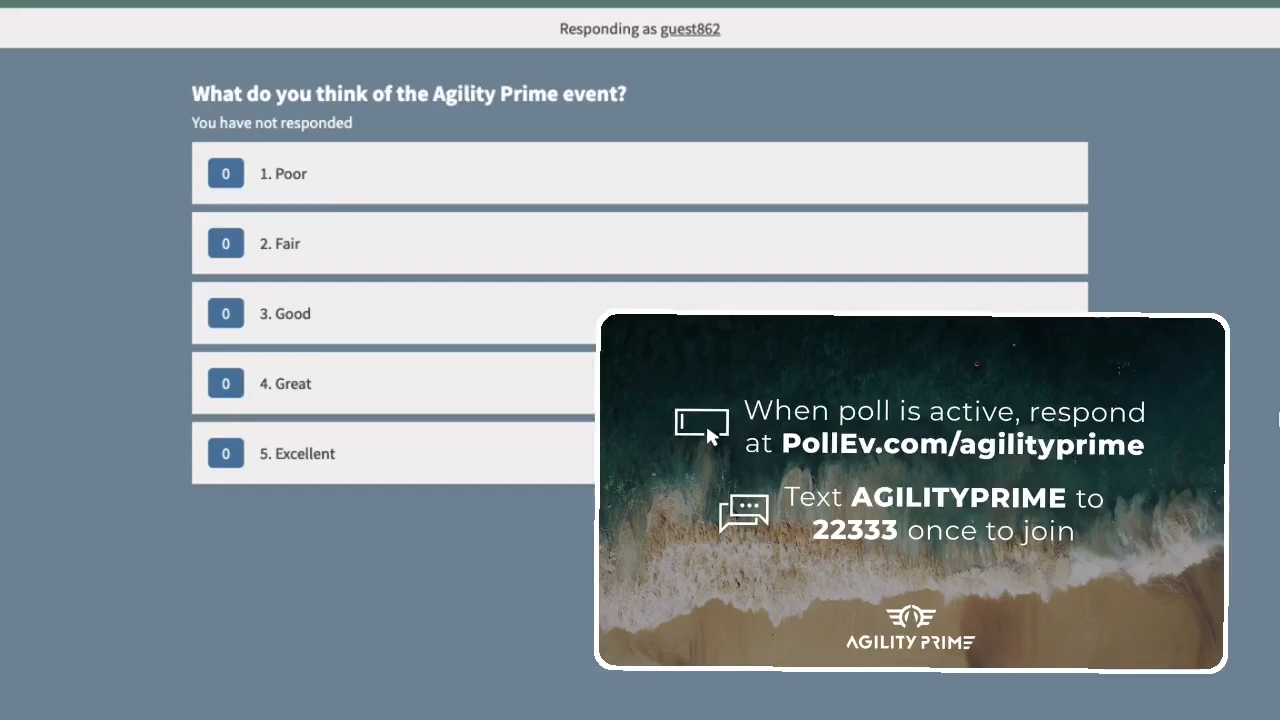 Responding as guest862
What do you think of the Agility Prime event?
You have not responded
0 1. Poor
0 2. Fair
0 3. Good
0 4. Great
0 5. Excellent
When poll is active, respond
at PollEv.com/agilityprime
Text AGILITYPRIME to
22333 once to join
AGILITY PRIME